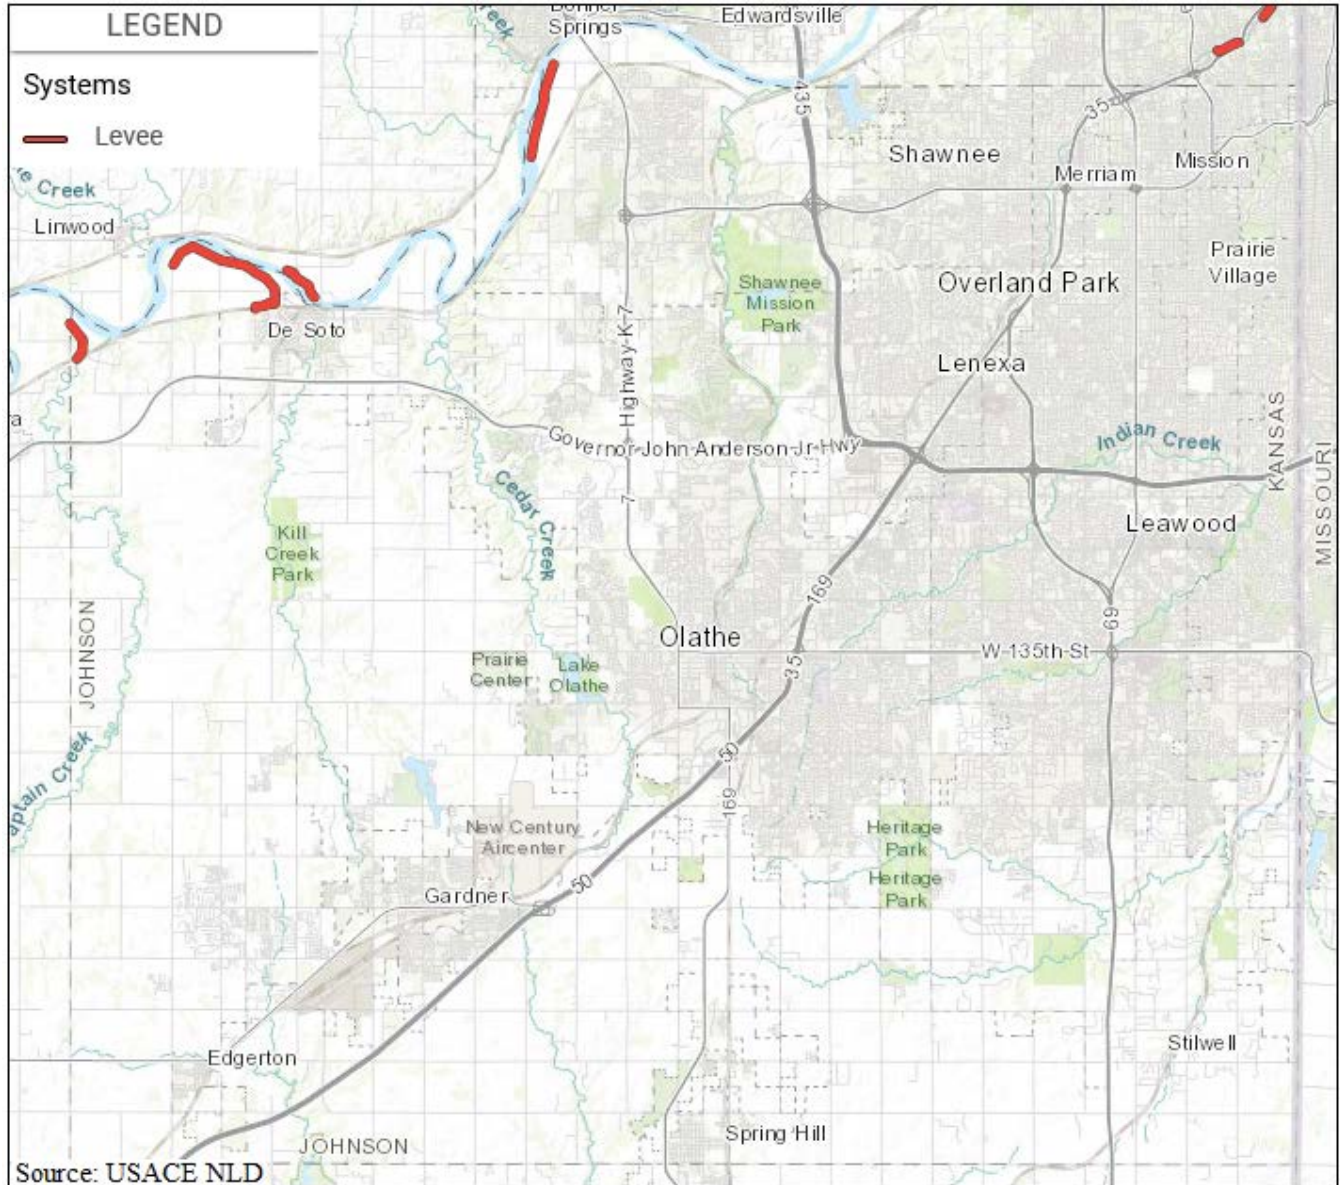 LEGEND
Systems
Levee
Springs
Edwardsville
reek
435
35
Shawnee
Merriam
Mission
e Creek
Linwood
Prairie
Village
Shawnee
Mission
Park
Overland Park
De Soto
Highway-K-7
Lenexa
a
Governor-John-Anderson-Jr-Hwy
Indian Creek
KANSAS
MISSOURI
7
Cedar Creek
Leawood
Kill
Creek
Park
JOHNSON
169
69
Olathe
W 135th St
35
Prairie
Center
Lake
Olathe
aptain Creek
50
169
New Century
Aircenter
Heritage
Park
Heritage
Park
50
Gardner
Edgerton
Stilwell
Spring Hill
JOHNSON
Source: USACE NLD